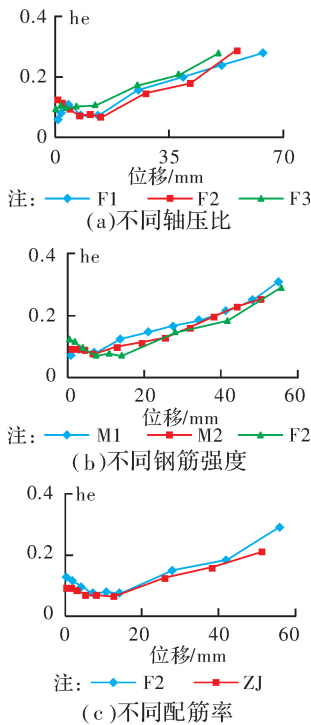 0.4
he
0.2
0
0
35
70
位移/mm
注: F1 F2 F3
(a)不同轴压比
0.4
he
0.2
0
0
20
40
60
位移/mm
注: M1 M2 F2
(b)不同钢筋强度
0.4
he
0.2
0
0
20
40
60
位移/mm
注: F2 ZJ
(c)不同配筋率